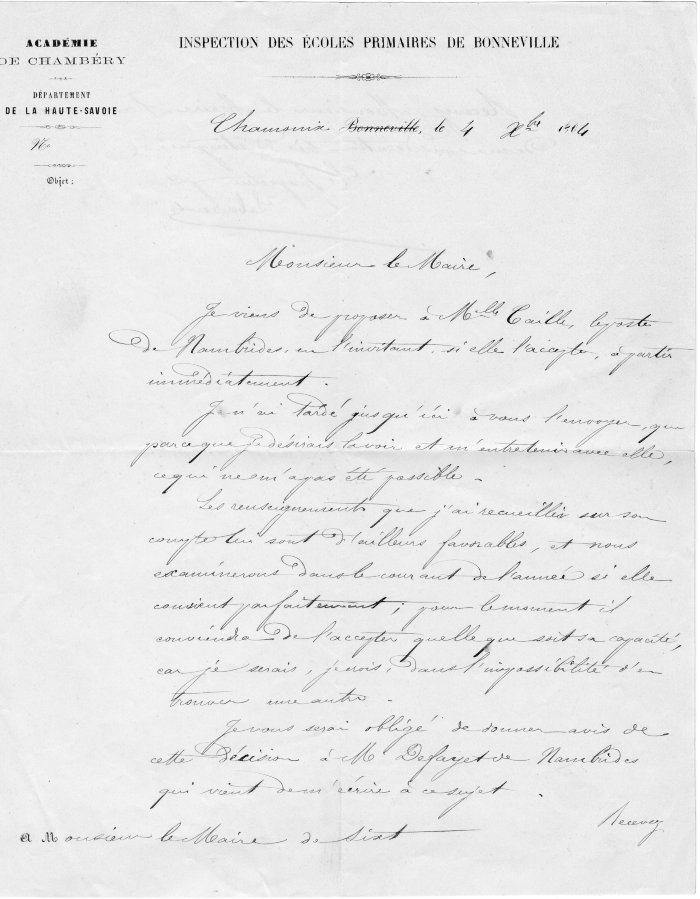 ACADÉMIE
DE CHAMBÉRY
DÉPARTEMENT
DE LA HAUTE-SAVOIE
No
Objet :
INSPECTION DES ÉCOLES PRIMAIRES DE BONNEVILLE
Chamonix Bonneville, le 4 Xbre
Monsieur le Maire,
Je viens de proposer à Melle Caille, le poste
de Nambrides, en l'invitant, si elle l'accepte, à partir
immédiatement.
Je n'ai tardé jusqu'ici à vous l'envoyer, que
parce que je désirais la voir et m'entretenir avec elle,
ce qui ne m'a pas été possible.
Les renseignements que j'ai recueillis sur son
compte lui sont d'ailleurs favorables, et nous
examinerons dans le courant de l'année si elle
convient parfaitement ; pour le moment il
conviendra de l'accepter quelle que soit sa capacité,
car je serais, je crois, dans l'impossibilité d'en
trouver une autre.
Je vous serai obligé de donner avis de
cette décision à M Defayet de Nambrides
qui vient de m'écrire à ce sujet.
Recevez
A Monsieur le Maire de Sixt